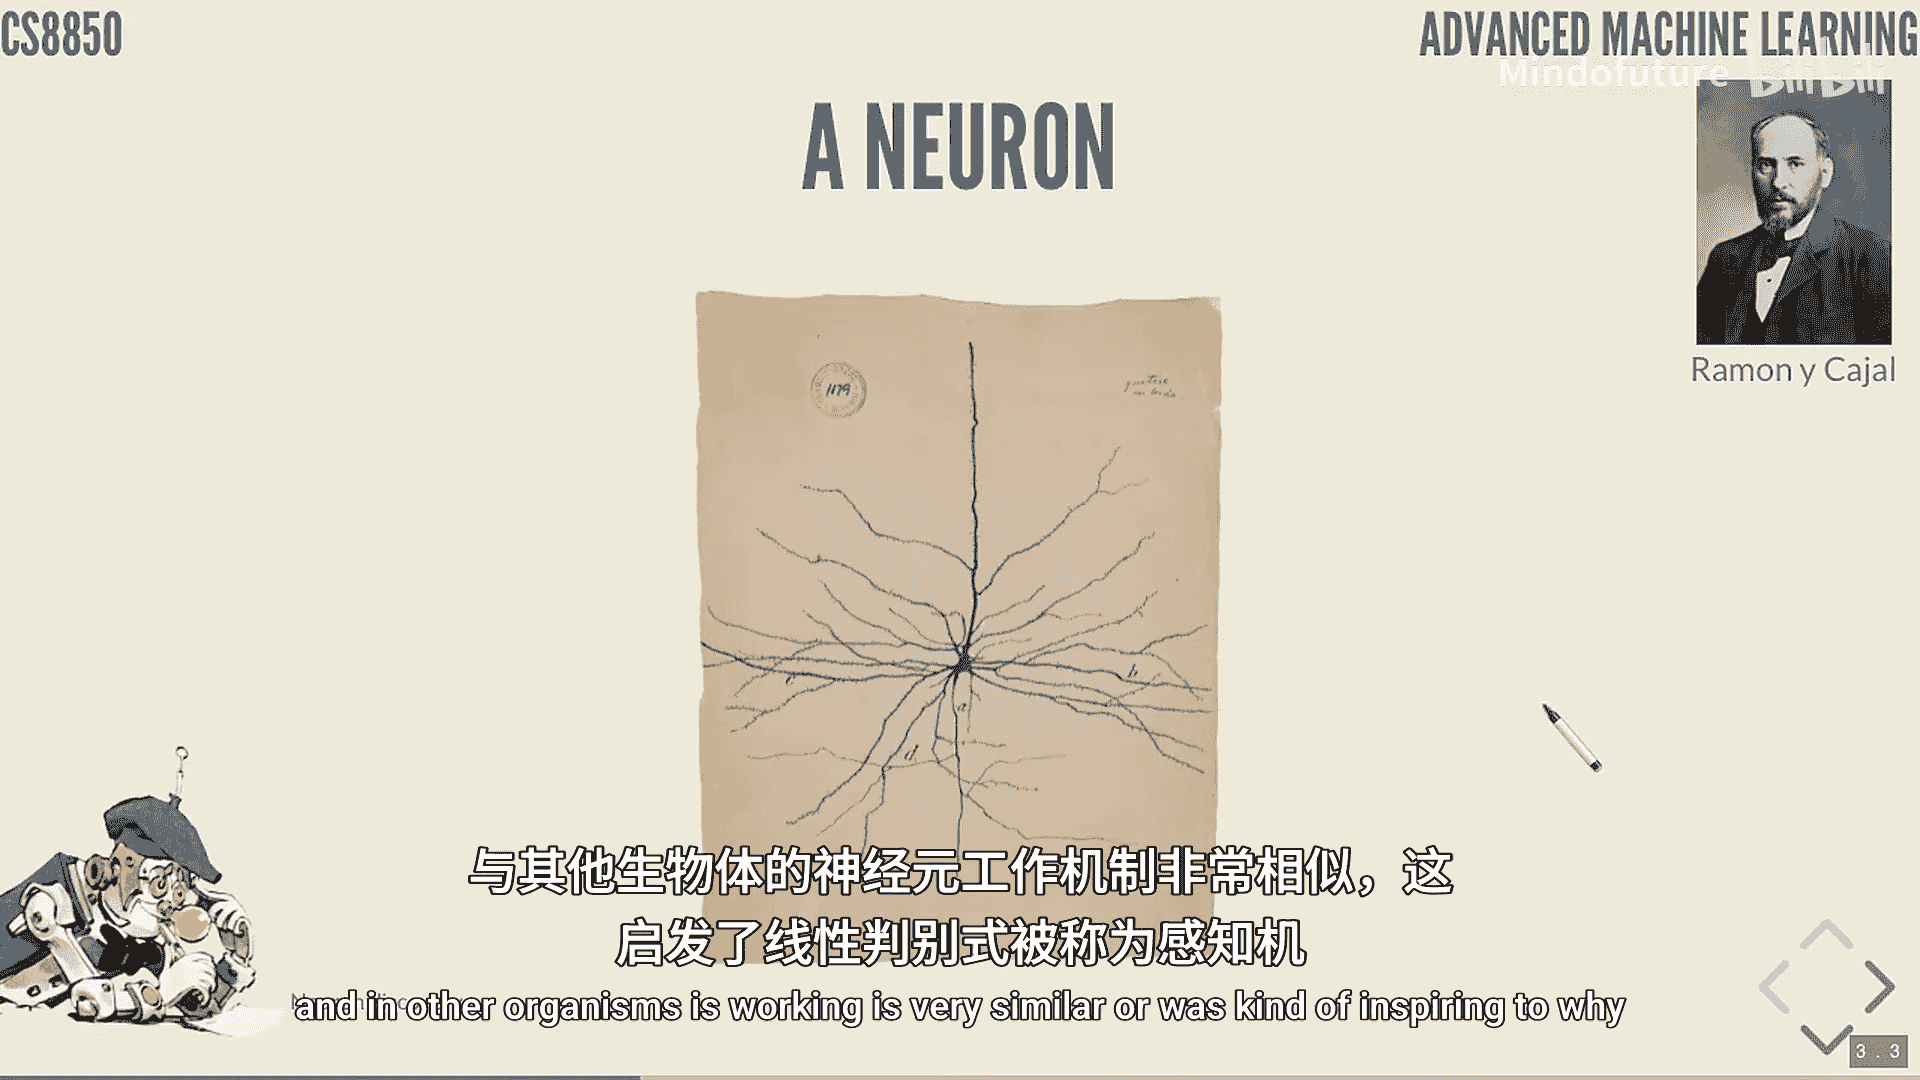 CS8850
ADVANCED MACHINE LEARNING
Mindofuture bilibili
A NEURON
Ramon y Cajal
1179
b
c
a
d
与其他生物体的神经元工作机制非常相似，这
启发了线性判别式被称为感知机
and in other organisms is working is very similar or was kind of inspiring to why
3.3